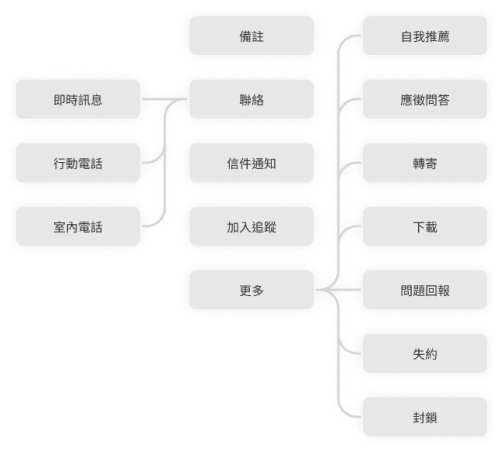 備註
自我推薦
即時訊息
聯絡
應徵問答
行動電話
信件通知
轉寄
室內電話
加入追蹤
下載
更多
問題回報
失約
封鎖